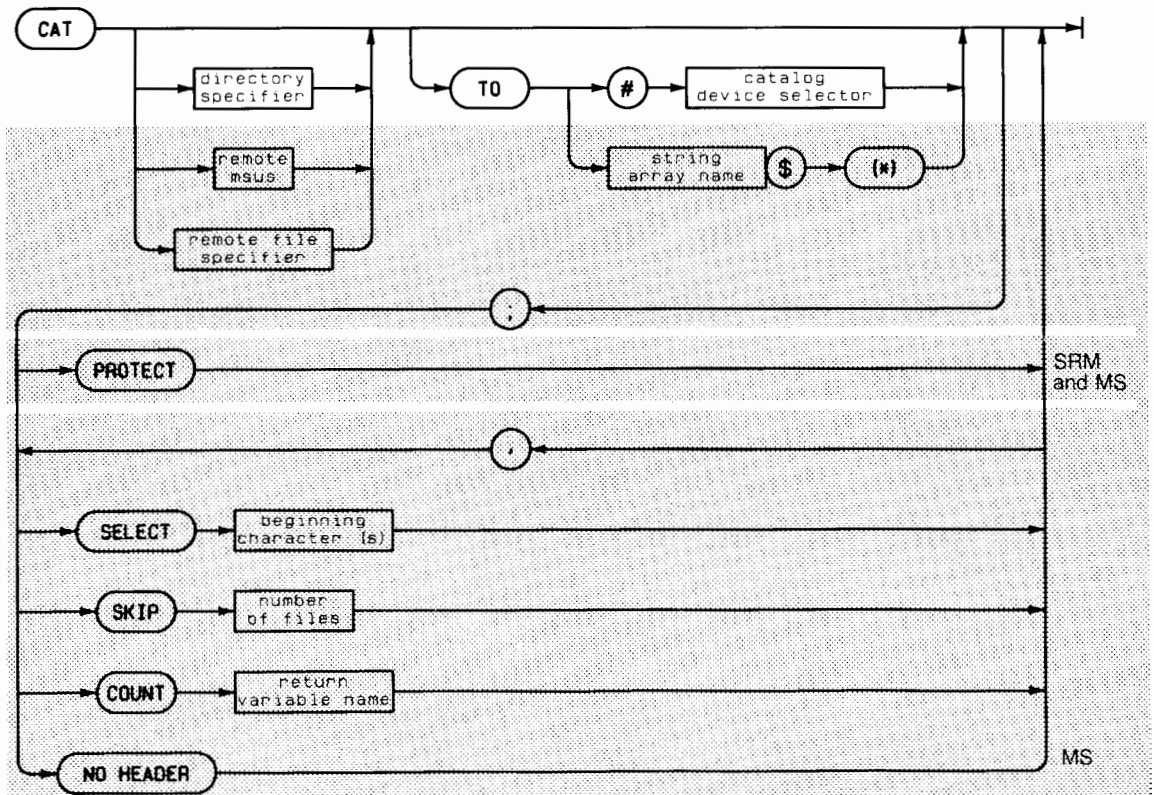 CAT
directory
specifier
TO
#
catalog
device selector
remote
msus
string
array name
$
(*)
remote file
specifier
;
PROTECT
SRM
and MS
,
SELECT
beginning
character (s)
SKIP
number
of files
COUNT
return
variable name
NO HEADER
MS